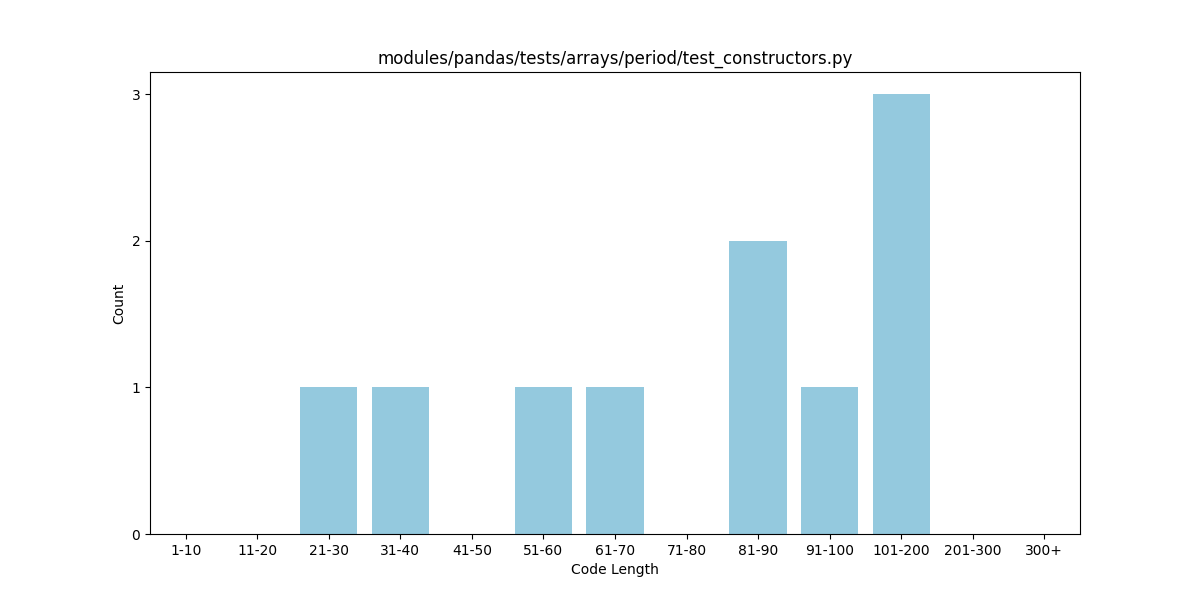 modules/pandas/tests/arrays/period/test_constructors.py
3
2
1
0
Count
1-10 11-20 21-30 31-40 41-50 51-60 61-70 71-80 81-90 91-100 101-200 201-300 300+
Code Length